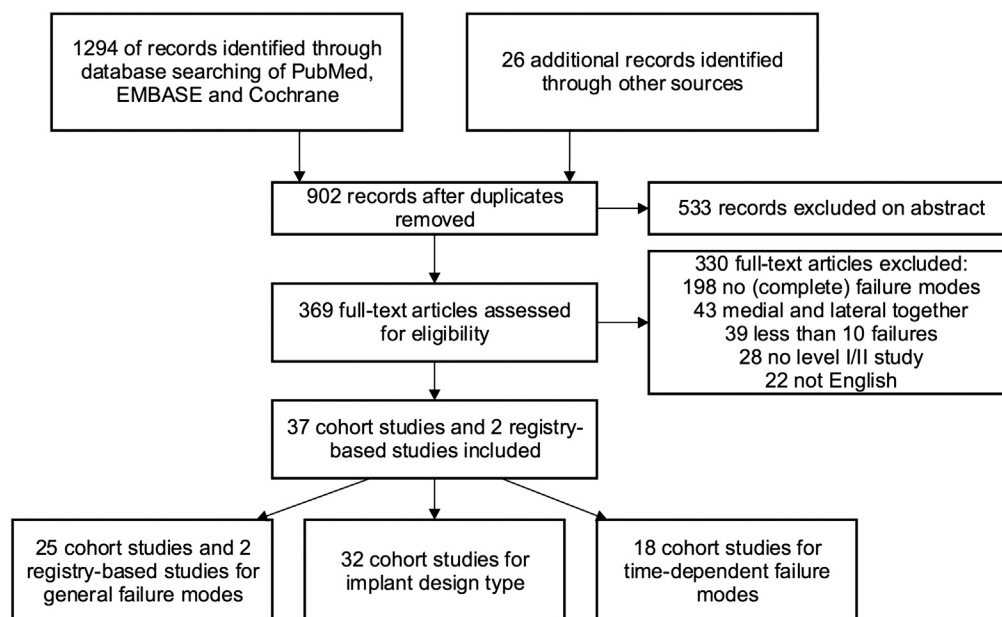 1294 of records identified through
database searching of PubMed,
EMBASE and Cochrane
26 additional records identified
through other sources
902 records after duplicates
removed
533 records excluded on abstract
369 full-text articles assessed
for eligibility
330 full-text articles excluded:
198 no (complete) failure modes
43 medial and lateral together
39 less than 10 failures
28 no level I/II study
22 not English
37 cohort studies and 2 registry-
based studies included
25 cohort studies and 2
registry-based studies for
general failure modes
32 cohort studies for
implant design type
18 cohort studies for
time-dependent failure
modes